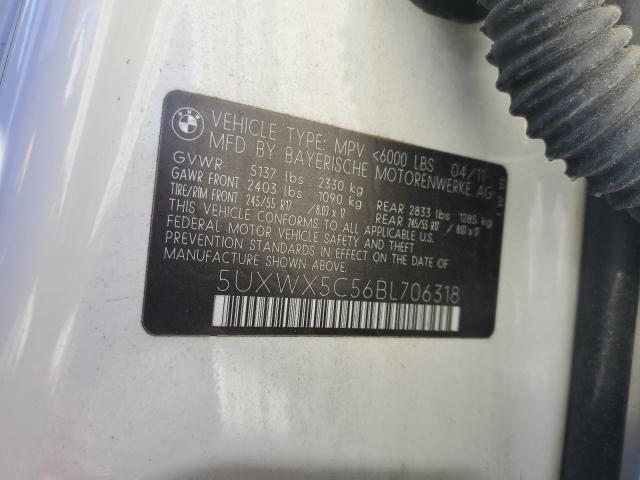 BMW
VEHICLE TYPE: MPV <6000 LBS 04/11
MFD BY BAYERISCHE MOTORENWERKE AG
GVWR 5137 lbs 2330 kg
GAWR FRONT 2403 lbs 1090 kg REAR 2833 lbs 1285 kg
TIRE/RIM FRONT 245/55 R17 / 8.0J x 17 REAR 245/55 R17 / 8.0J x 17
THIS VEHICLE CONFORMS TO ALL APPLICABLE U.S.
FEDERAL MOTOR VEHICLE SAFETY AND THEFT
PREVENTION STANDARDS IN EFFECT ON THE DATE OF
MANUFACTURE SHOWN ABOVE.
5UXWX5C56BL706318